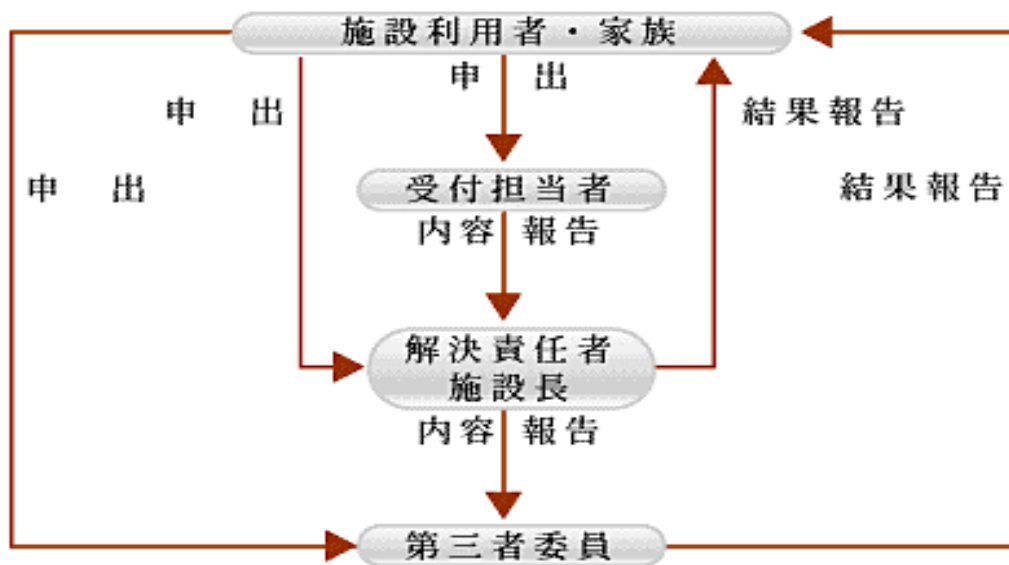 施設利用者・家族
申 出
申 出
結果報告
申 出
受付担当者
結果報告
内容 報告
解決責任者
施設長
内容 報告
第三者委員